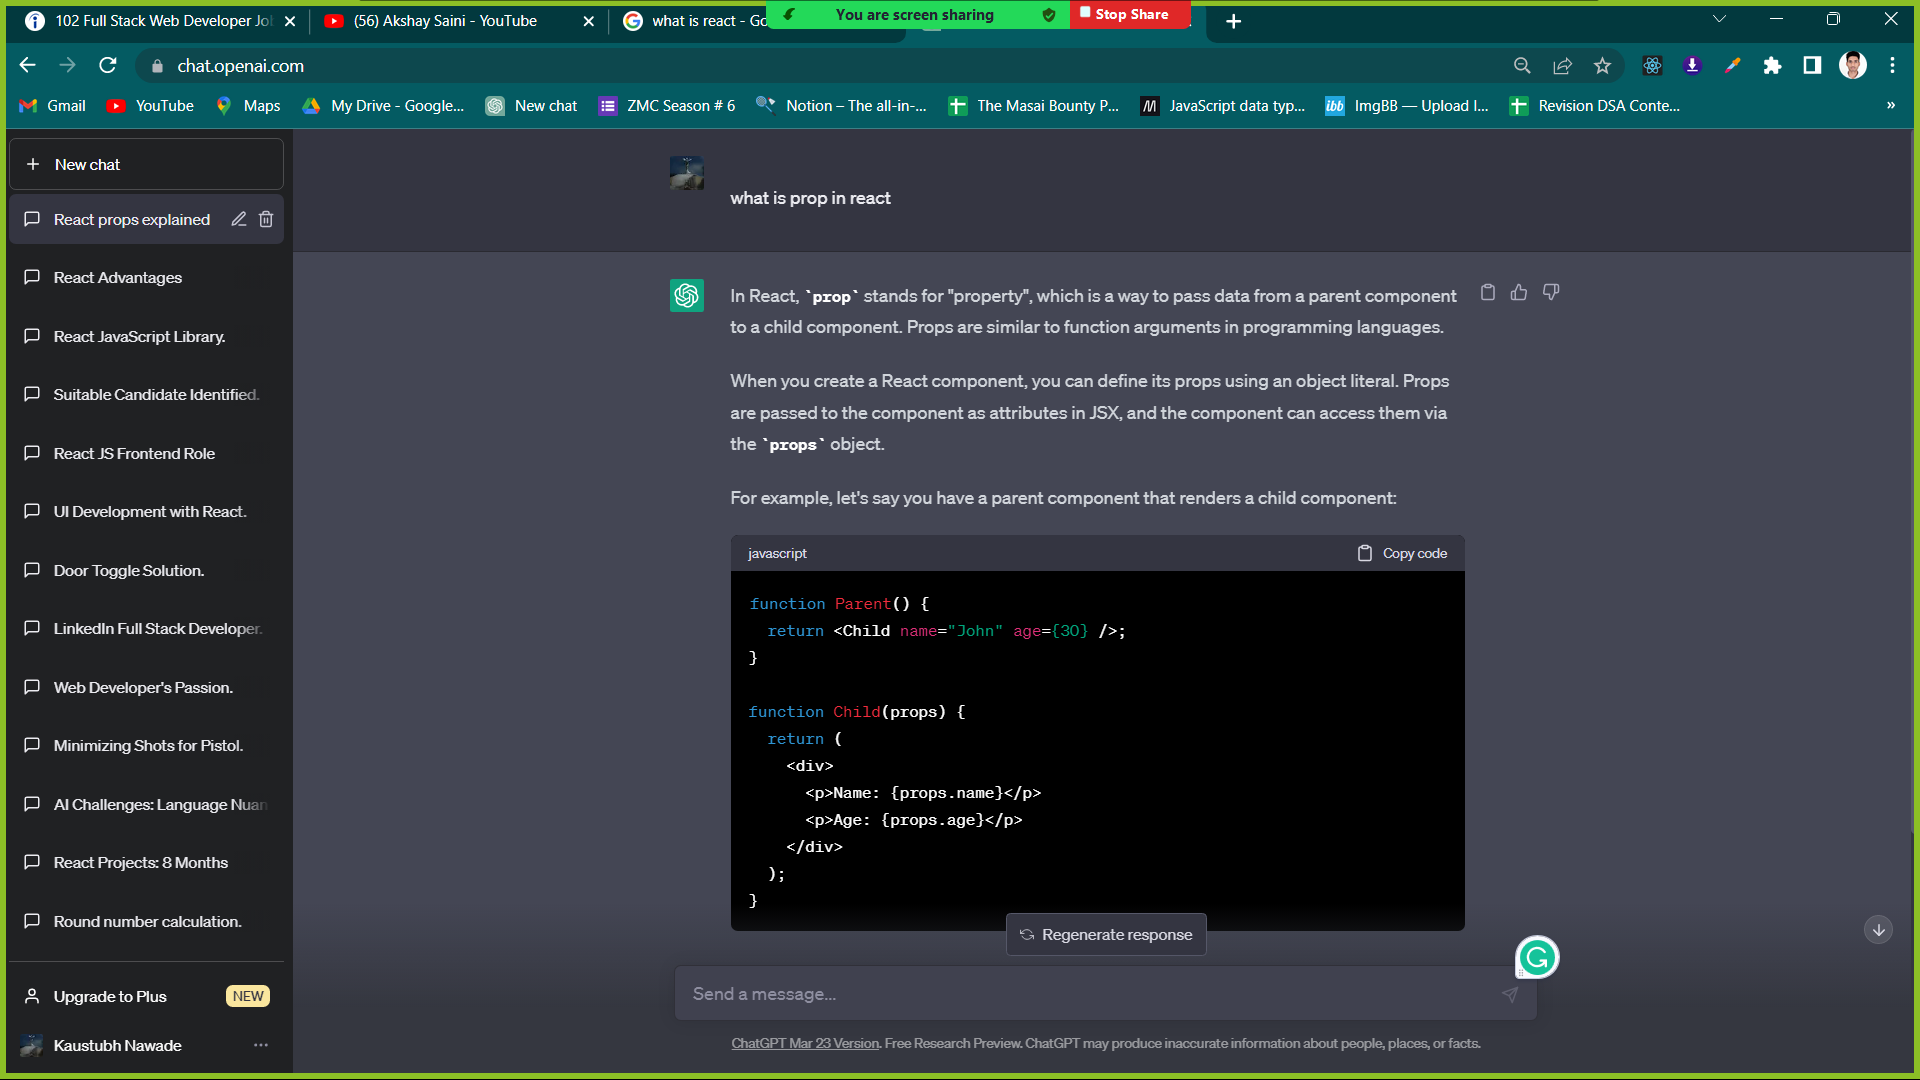 102 Full Stack Web Developer Jo
(56) Akshay Saini - YouTube
what is react - Go
You are screen sharing
Stop Share
chat.openai.com
Gmail
YouTube
Maps
My Drive - Google...
New chat
ZMC Season # 6
Notion – The all-in-...
The Masai Bounty P...
JavaScript data typ...
ibb
ImgBB — Upload I...
Revision DSA Conte...
»
New chat
React props explained
React Advantages
React JavaScript Library.
Suitable Candidate Identified.
React JS Frontend Role
UI Development with React.
Door Toggle Solution.
LinkedIn Full Stack Developer.
Web Developer's Passion.
Minimizing Shots for Pistol.
AI Challenges: Language Nuan
React Projects: 8 Months
Round number calculation.
Upgrade to Plus
NEW
Kaustubh Nawade
what is prop in react
In React, `prop` stands for "property", which is a way to pass data from a parent component
to a child component. Props are similar to function arguments in programming languages.
When you create a React component, you can define its props using an object literal. Props
are passed to the component as attributes in JSX, and the component can access them via
the `props` object.
For example, let's say you have a parent component that renders a child component:
javascript
Copy code
function Parent() {
return <Child name="John" age={30} />;
}
function Child(props) {
return (
<div>
<p>Name: {props.name}</p>
<p>Age: {props.age}</p>
</div>
);
}
Regenerate response
Send a message...
ChatGPT Mar 23 Version. Free Research Preview. ChatGPT may produce inaccurate information about people, places, or facts.